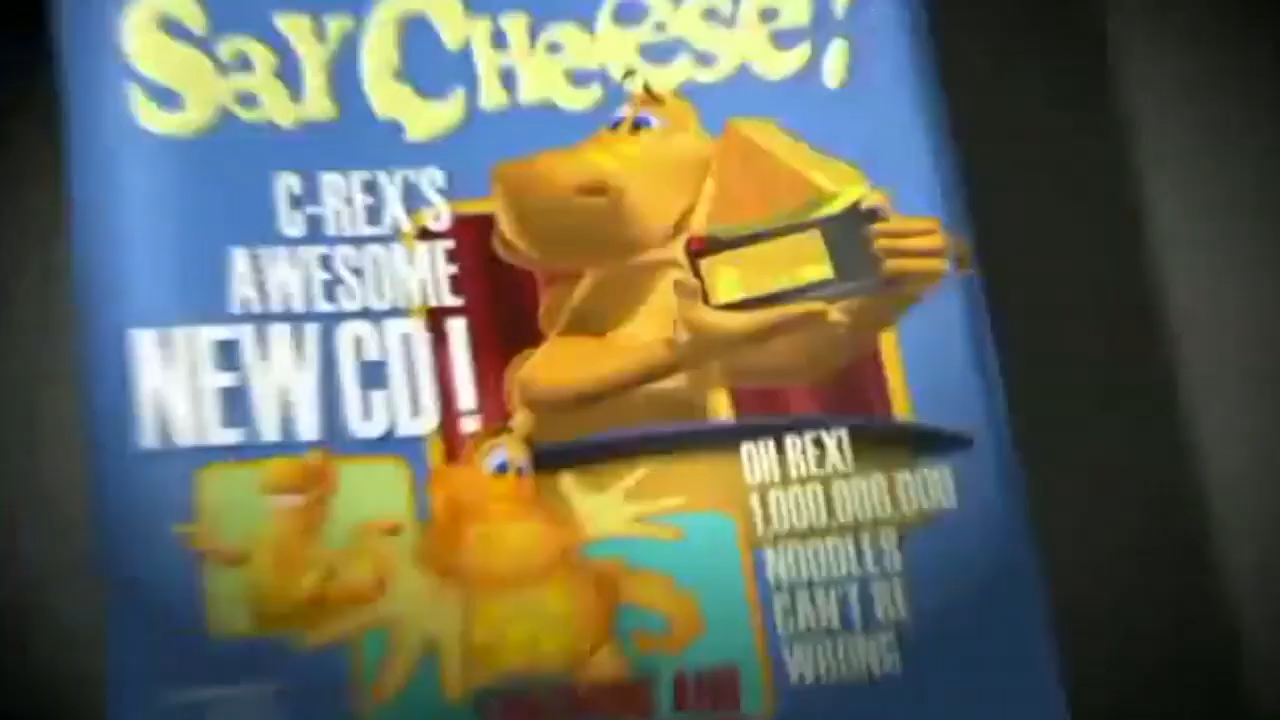 SAY CHEESE!
C-REX'S
AWESOME
NEW CD!
OH REX!
1,000,000,000
NOODLES
CAN'T BE
WRONG